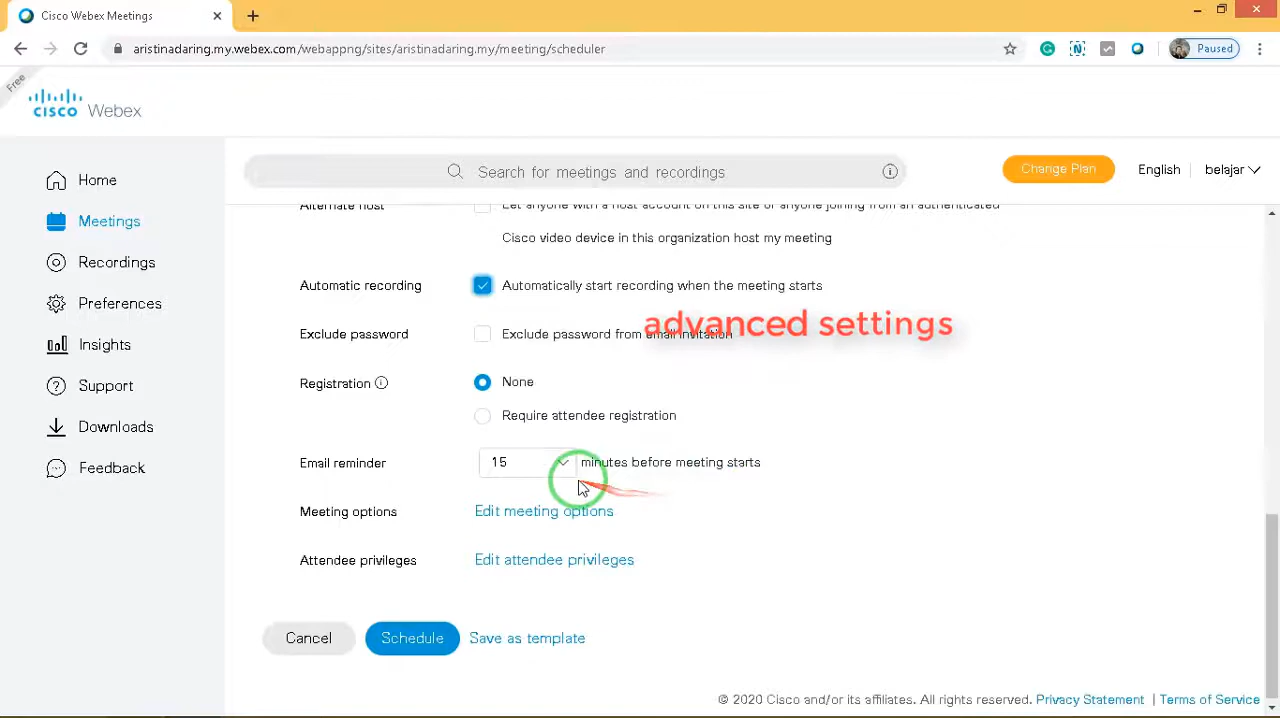 Cisco Webex Meetings
aristinadaring.my.webex.com/webappng/sites/aristinadaring.my/meeting/scheduler
Paused
Free
CISCO Webex
Search for meetings and recordings
Change Plan
English
belajar
Home
Meetings
Recordings
Preferences
Insights
Support
Downloads
Feedback
Alternate host
Let anyone with a host account on this site or anyone joining from an authenticated
Cisco video device in this organization host my meeting
Automatic recording
Automatically start recording when the meeting starts
advanced settings
Exclude password
Exclude password from email invitation
Registration
None
Require attendee registration
Email reminder
15 minutes before meeting starts
Meeting options
Edit meeting options
Attendee privileges
Edit attendee privileges
Cancel
Schedule
Save as template
© 2020 Cisco and/or its affiliates. All rights reserved. Privacy Statement | Terms of Service